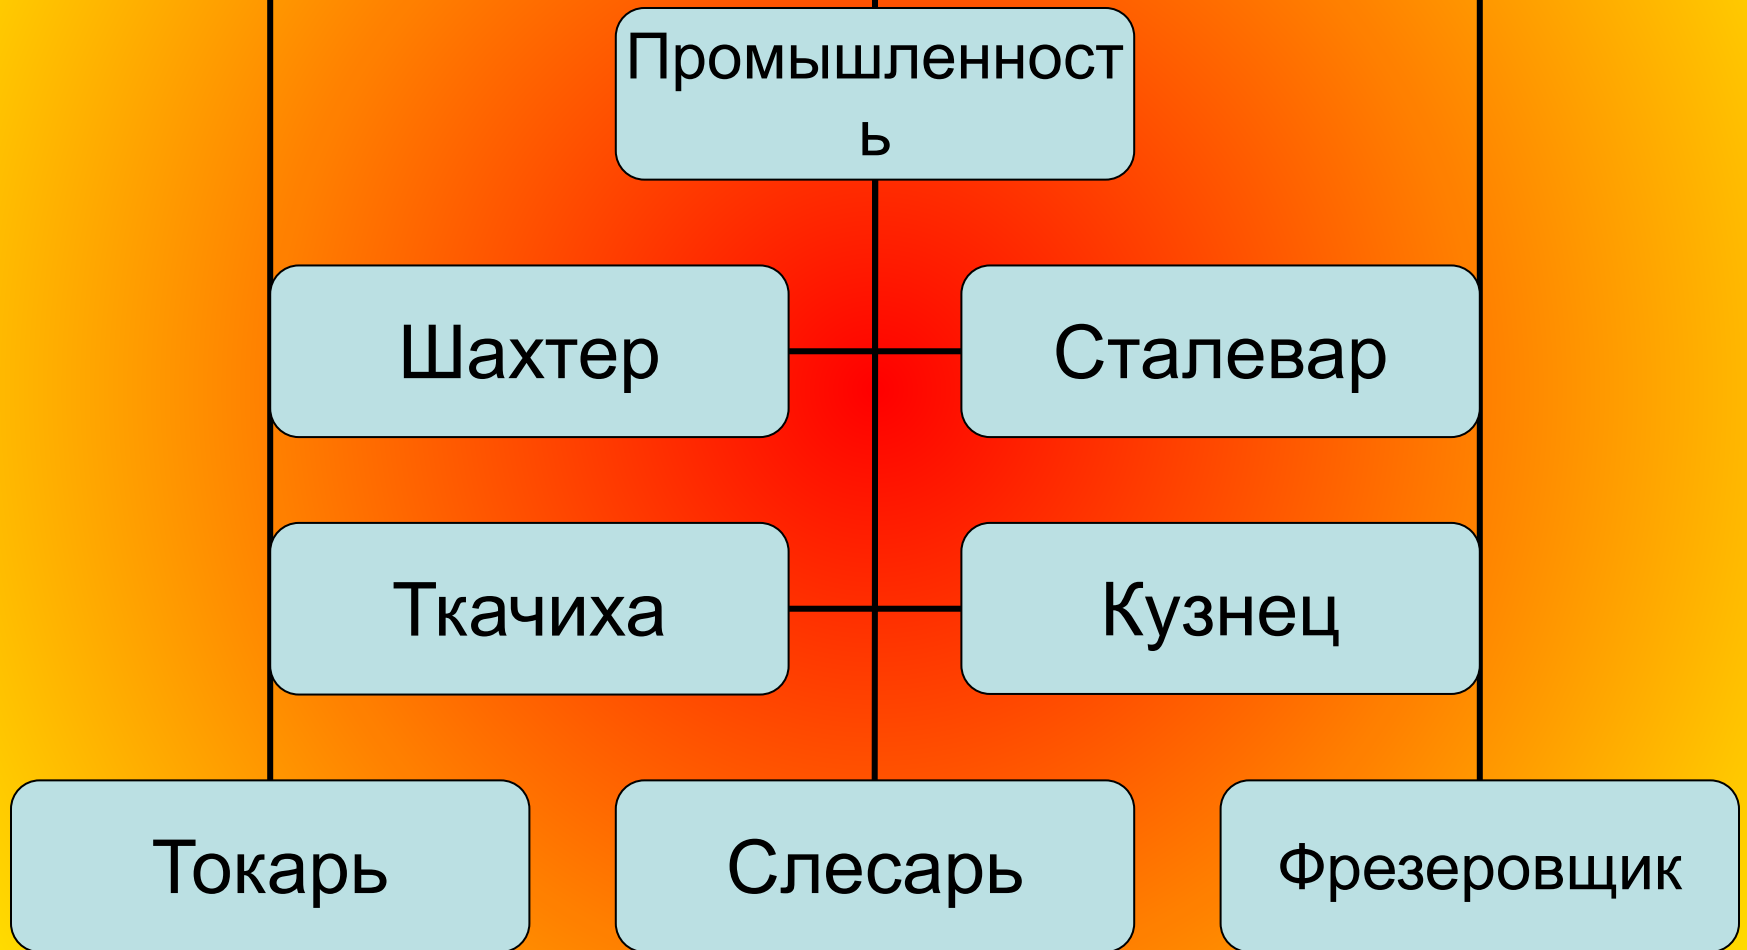 Промышленност
ь
Шахтер
Сталевар
Ткачиха
Кузнец
Токарь
Слесарь
Фрезеровщик